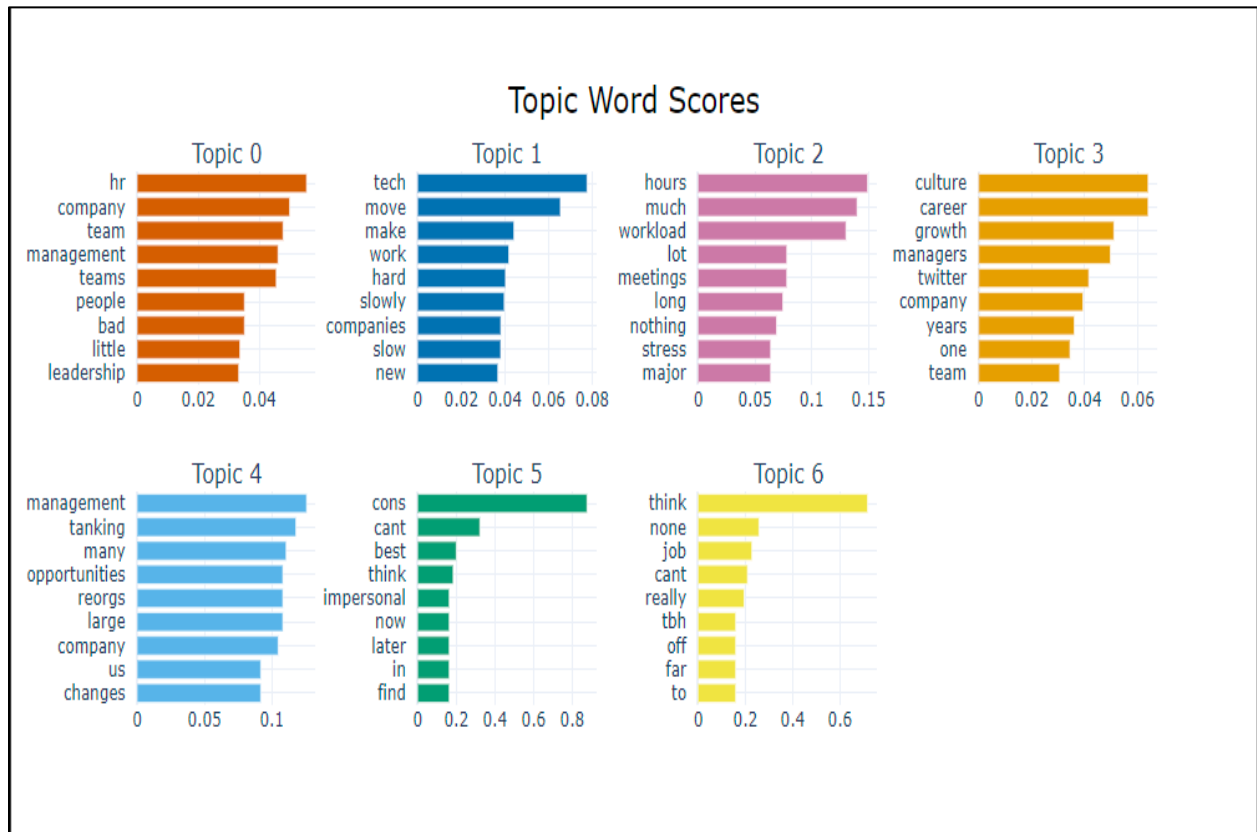 Topic Word Scores
Topic 0
hr
company
team
management
teams
people
bad
little
leadership
0 0.02 0.04
Topic 1
tech
move
make
work
hard
slowly
companies
slow
new
0 0.02 0.04 0.06 0.08
Topic 2
hours
much
workload
lot
meetings
long
nothing
stress
major
0 0.05 0.1 0.15
Topic 3
culture
career
growth
managers
twitter
company
years
one
team
0 0.02 0.04 0.06
Topic 4
management
tanking
many
opportunities
reorgs
large
company
us
changes
0 0.05 0.1
Topic 5
cons
cant
best
think
impersonal
now
later
in
find
0 0.2 0.4 0.6 0.8
Topic 6
think
none
job
cant
really
tbh
off
far
to
0 0.2 0.4 0.6